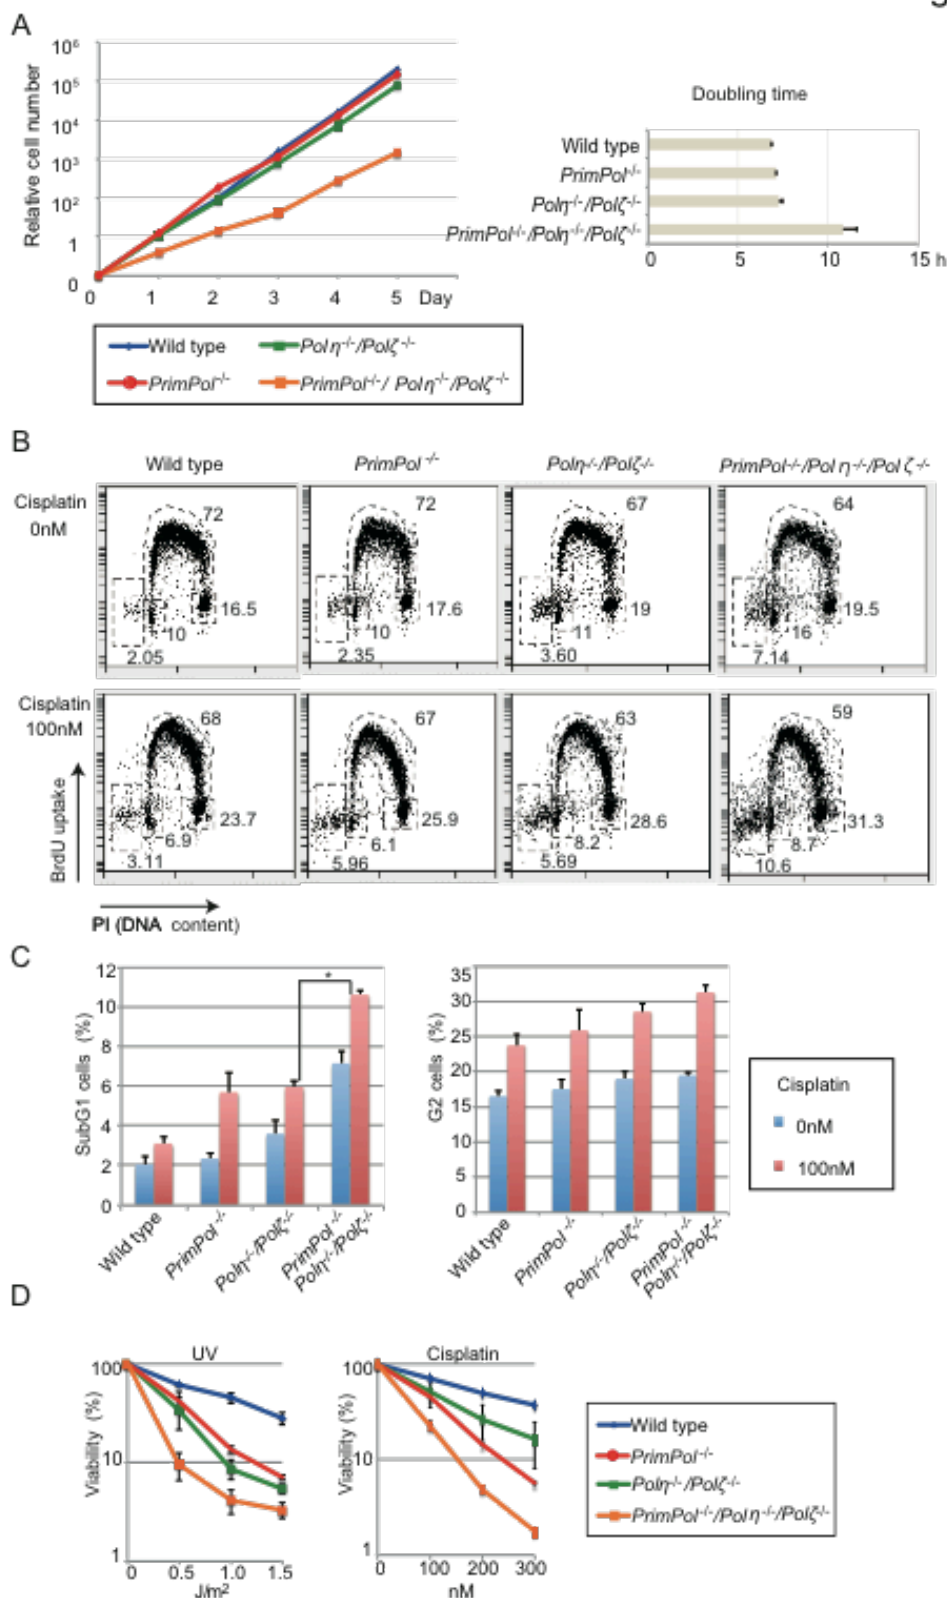 A
Relative cell number
10⁶
10⁵
10⁴
10³
10²
1
0
0 1 2 3 4 5 Day
Doubling time
Wild type
PrimPol-/-
Polη-/-/Polζ-/-
PrimPol-/-/Polη-/-/Polζ-/-
0 5 10 15 h
Wild type
Polη-/-/Polζ-/-
PrimPol-/-
PrimPol-/-/ Polη-/-/Polζ-/-
B
Wild type
PrimPol -/-
Polη-/-/Polζ-/-
PrimPol-/-/Pol η-/-/Pol ζ -/-
Cisplatin
0nM
72
16.5
10
2.05
72
17.6
10
2.35
67
19
11
3.60
64
19.5
16
7.14
Cisplatin
100nM
68
23.7
6.9
3.11
67
25.9
6.1
5.96
63
28.6
8.2
5.69
59
31.3
8.7
10.6
BrdU uptake
PI (DNA content)
C
SubG1 cells (%)
12
10
8
6
4
2
0
*
Wild type
PrimPol -/-
Polη-/-/Polζ-/-
PrimPol -/-
Polη-/-/Polζ-/-
G2 cells (%)
35
30
25
20
15
10
5
0
Wild type
PrimPol -/-
Polη-/-/Polζ-/-
PrimPol -/-
Polη-/-/Polζ-/-
Cisplatin
0nM
100nM
D
UV
Viability (%)
100
10
1
0 0.5 1.0 1.5
J/m²
Cisplatin
Viability (%)
100
10
1
0 100 200 300
nM
Wild type
PrimPol-/-
Polη-/-/Polζ-/-
PrimPol-/-/Pol η-/-/Polζ-/-